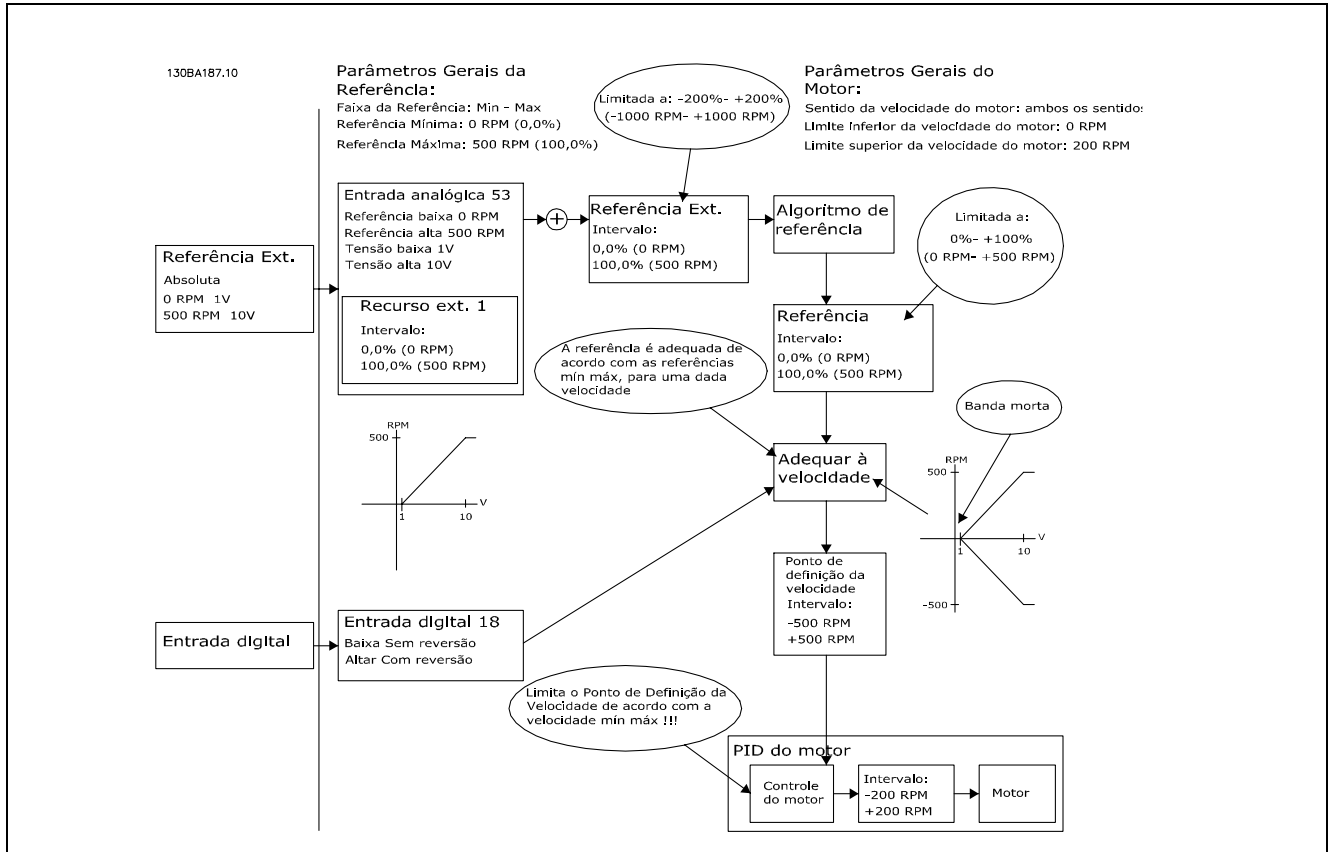 130BA187.10
Parâmetros Gerais da
Referência:
Faixa da Referência: Min - Max
Referência Mínima: 0 RPM (0,0%)
Referência Máxima: 500 RPM (100,0%)
Limitada a: -200%- +200%
(-1000 RPM- +1000 RPM)
Parâmetros Gerais do
Motor:
Sentido da velocidade do motor: ambos os sentidos
Limite inferior da velocidade do motor: 0 RPM
Limite superior da velocidade do motor: 200 RPM
Referência Ext.
Absoluta
0 RPM 1V
500 RPM 10V
Entrada analógica 53
Referência baixa 0 RPM
Referência alta 500 RPM
Tensão baixa 1V
Tensão alta 10V
Recurso ext. 1
Intervalo:
0,0% (0 RPM)
100,0% (500 RPM)
Referência Ext.
Intervalo:
0,0% (0 RPM)
100,0% (500 RPM)
Algoritmo de
referência
Limitada a:
0%- +100%
(0 RPM- +500 RPM)
Referência
Intervalo:
0,0% (0 RPM)
100,0% (500 RPM)
A referência é adequada de
acordo com as referências
mín máx, para uma dada
velocidade
Banda morta
RPM
500
1
10
V
Adequar à
velocidade
RPM
500
1
10
V
-500
Ponto de
definição da
velocidade
Intervalo:
-500 RPM
+500 RPM
Entrada digital
Entrada digital 18
Baixa Sem reversão
Altar Com reversão
Limita o Ponto de Definição da
Velocidade de acordo com a
velocidade mín máx !!!
PID do motor
Controle
do motor
Intervalo:
-200 RPM
+200 RPM
Motor